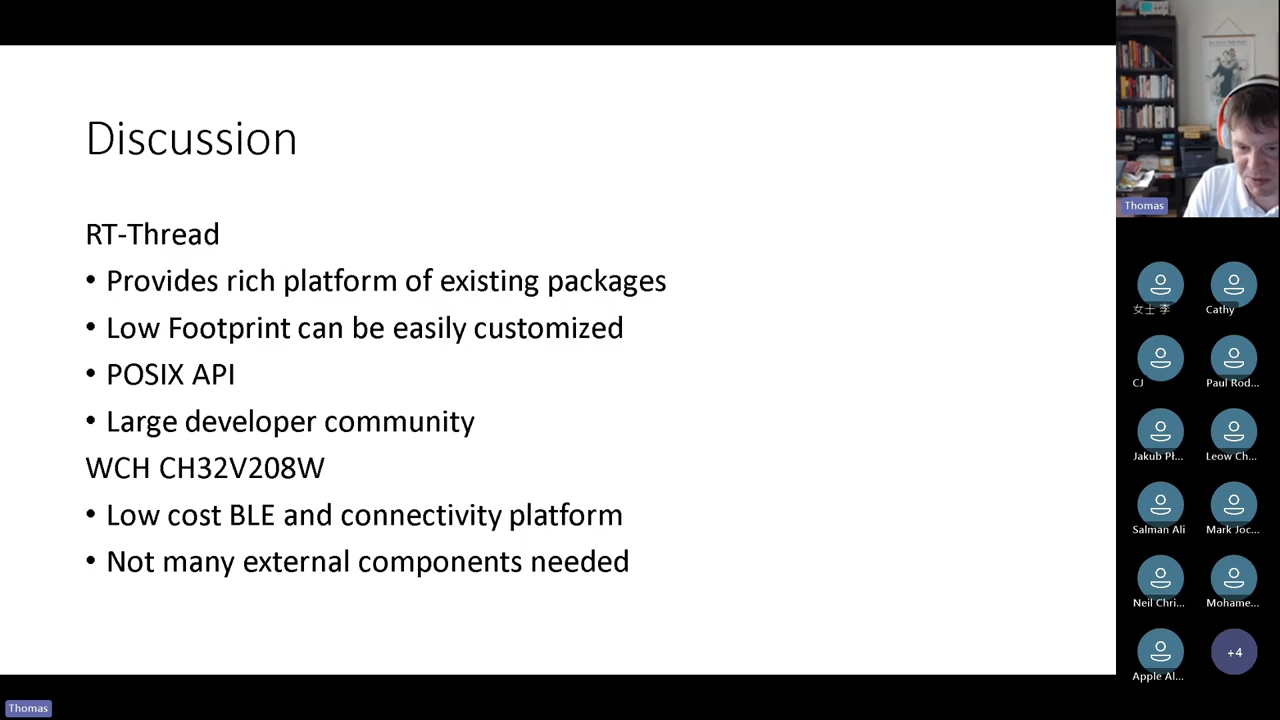 Discussion
RT-Thread
• Provides rich platform of existing packages
• Low Footprint can be easily customized
• POSIX API
• Large developer community
WCH CH32V208W
• Low cost BLE and connectivity platform
• Not many external components needed
Thomas
女士 李
Cathy
CJ
Paul Rod...
Jakub Pł...
Leow Ch...
Salman Ali
Mark Joc...
Neil Chri...
Mohame...
Apple Al...
+4
Thomas